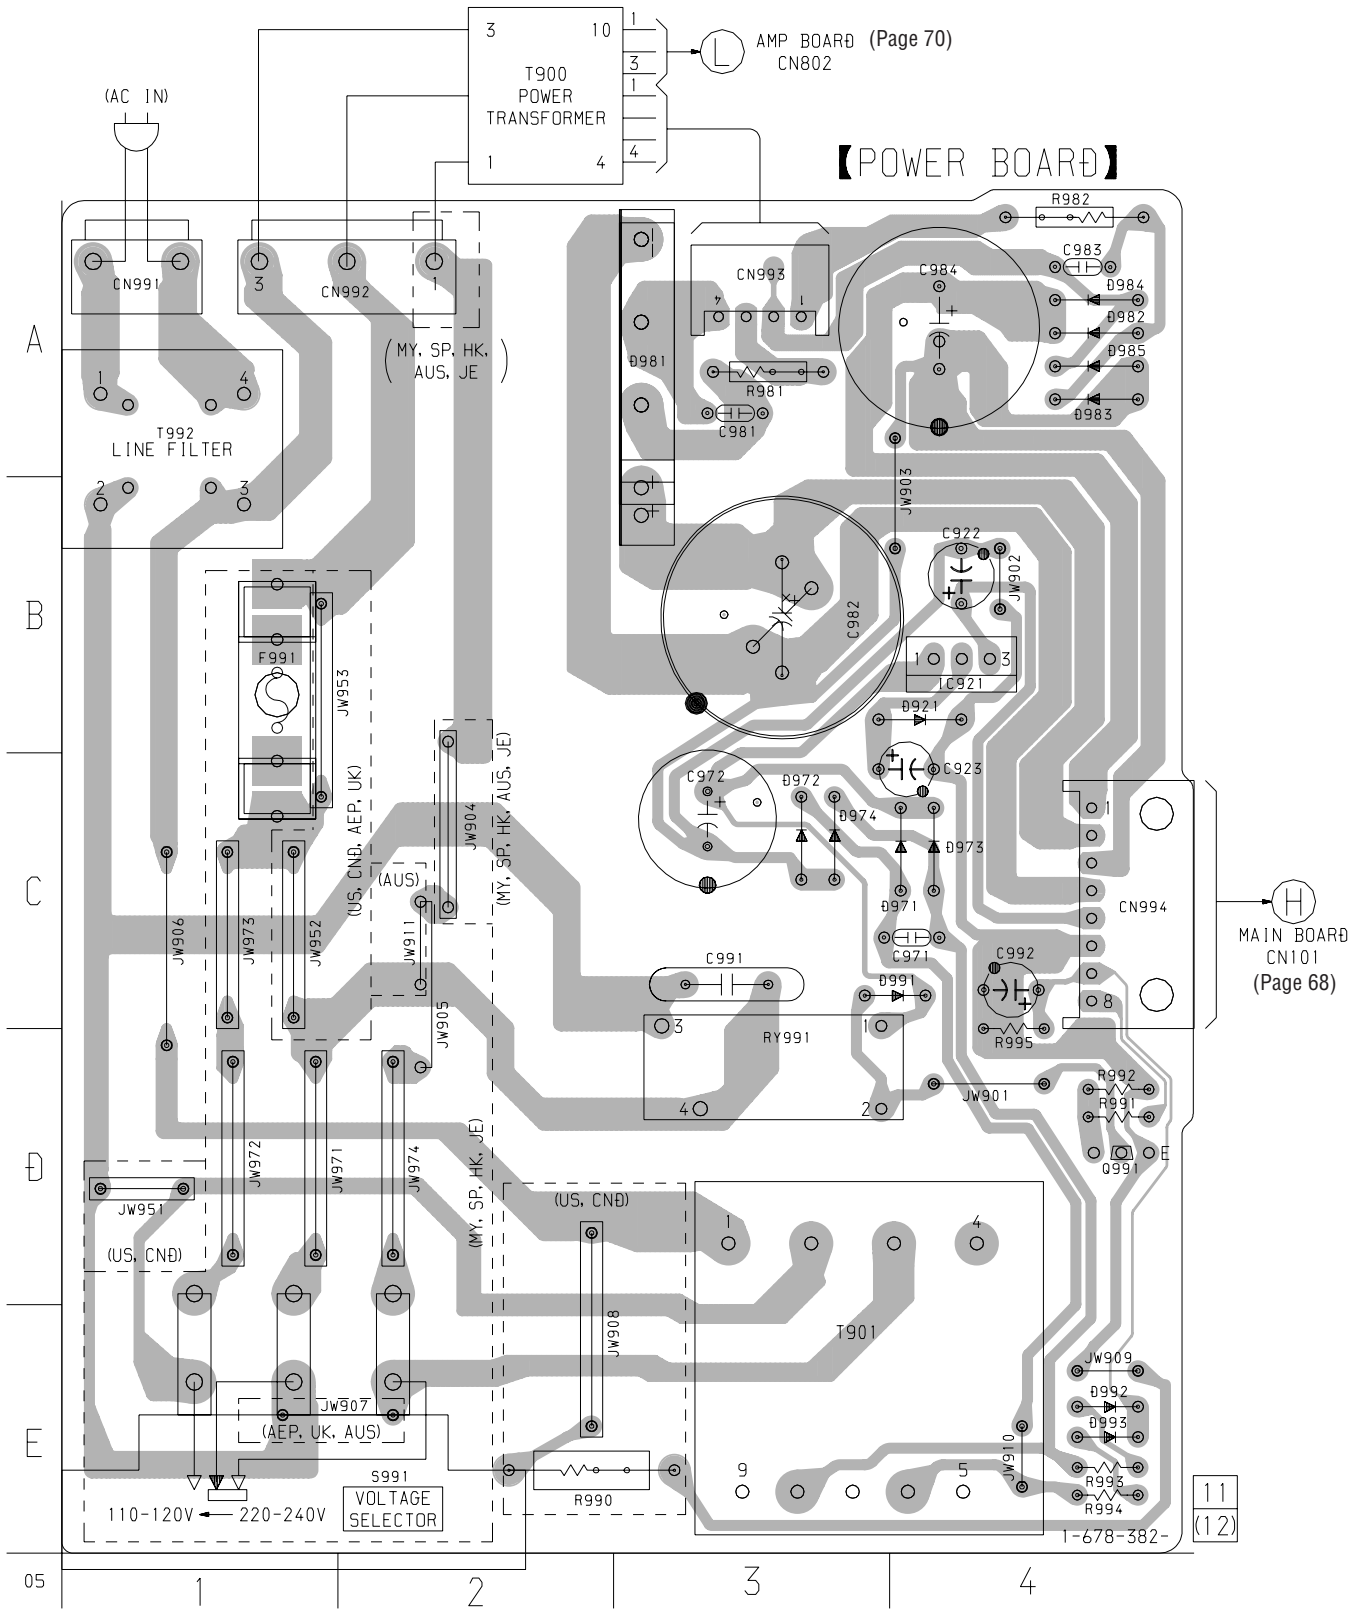 3
10
1
T900
POWER
TRANSFORMER
3
1
1
4
4
L
AMP BOARD (Page 70)
CN802
(AC IN)
【POWER BOARD】
R982
C983
C984
CN991
3
CN992
1
CN993
4
1
D984
D982
D985
D983
A
(MY, SP, HK,
AUS, JE)
D981
R981
C981
1
4
T992
LINE FILTER
2
3
JW903
C922
JW902
B
C982
F991
JW953
1
3
IC921
D921
C923
(US, CND, AEP, UK)
(MY, SP, HK, AUS, JE)
JW904
C972
D972
D974
D973
D971
C971
1
CN994
8
H
MAIN BOARD
CN101
(Page 68)
C
(AUS)
JW906
JW973
JW952
JW911
JW905
C991
D991
C992
R995
3
RY991
1
4
2
JW901
R992
R991
E
Q991
D
JW972
JW971
JW974
(MY, SP, HK, JE)
JW951
(US, CND)
(US, CND)
1
4
T901
JW908
JW909
D992
D993
JW907
(AEP, UK, AUS)
E
JW910
R993
R994
9
5
R990
S991
VOLTAGE
SELECTOR
110-120V
220-240V
1-678-382-
11
(12)
05
1
2
3
4